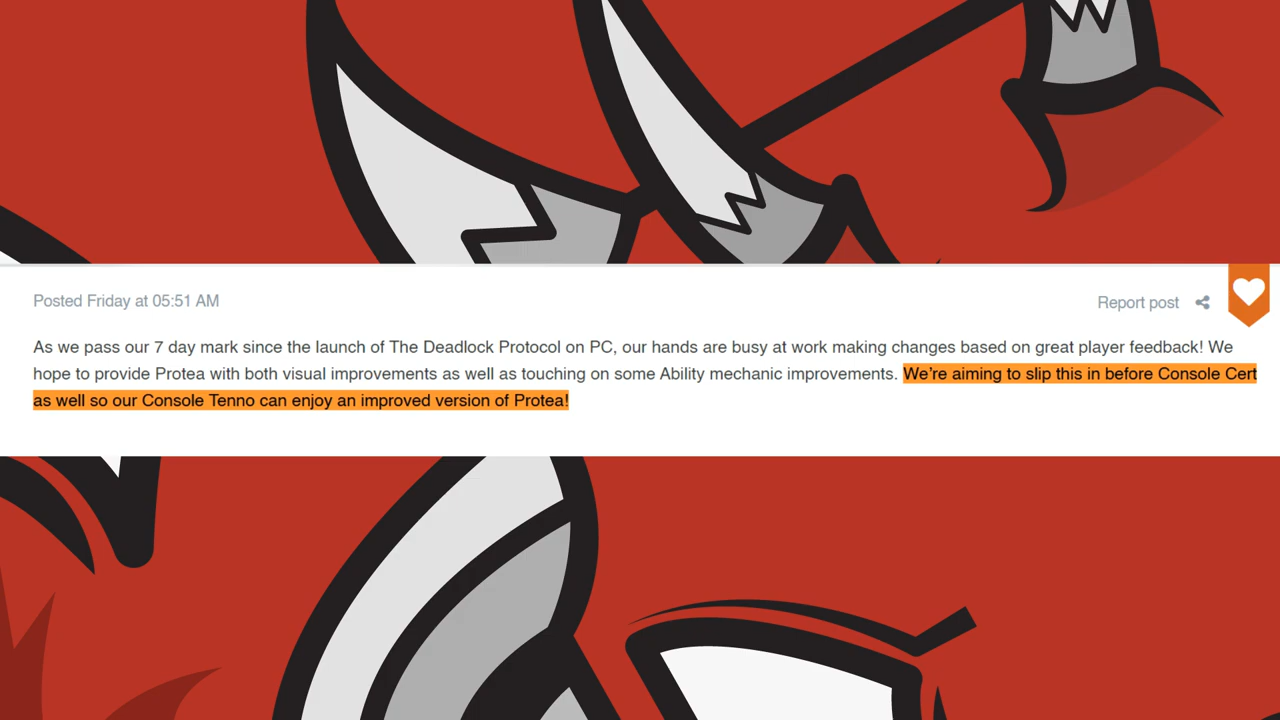 Posted Friday at 05:51 AM
Report post
As we pass our 7 day mark since the launch of The Deadlock Protocol on PC, our hands are busy at work making changes based on great player feedback! We
hope to provide Protea with both visual improvements as well as touching on some Ability mechanic improvements. We’re aiming to slip this in before Console Cert
as well so our Console Tenno can enjoy an improved version of Protea!